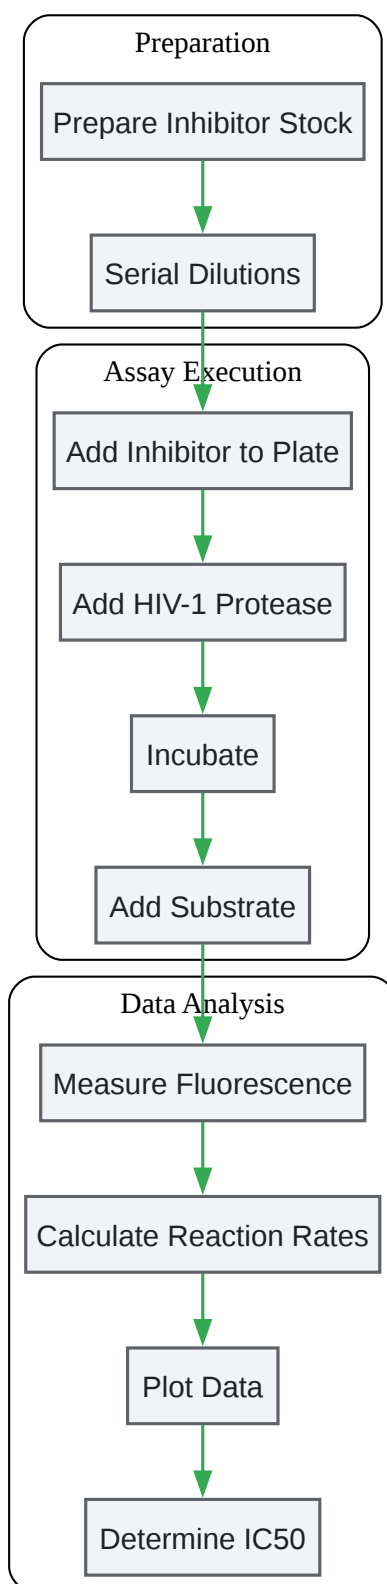 Preparation
Prepare Inhibitor Stock
Serial Dilutions
Assay Execution
Add Inhibitor to Plate
Add HIV-1 Protease
Incubate
Add Substrate
Data Analysis
Measure Fluorescence
Calculate Reaction Rates
Plot Data
Determine IC50